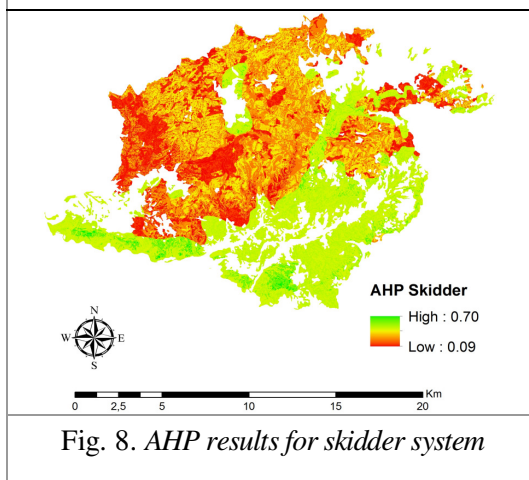 AHP Skidder
High : 0.70
Low : 0.09
N
W E
S
Km
0 2,5 5 10 15 20
Fig. 8. AHP results for skidder system